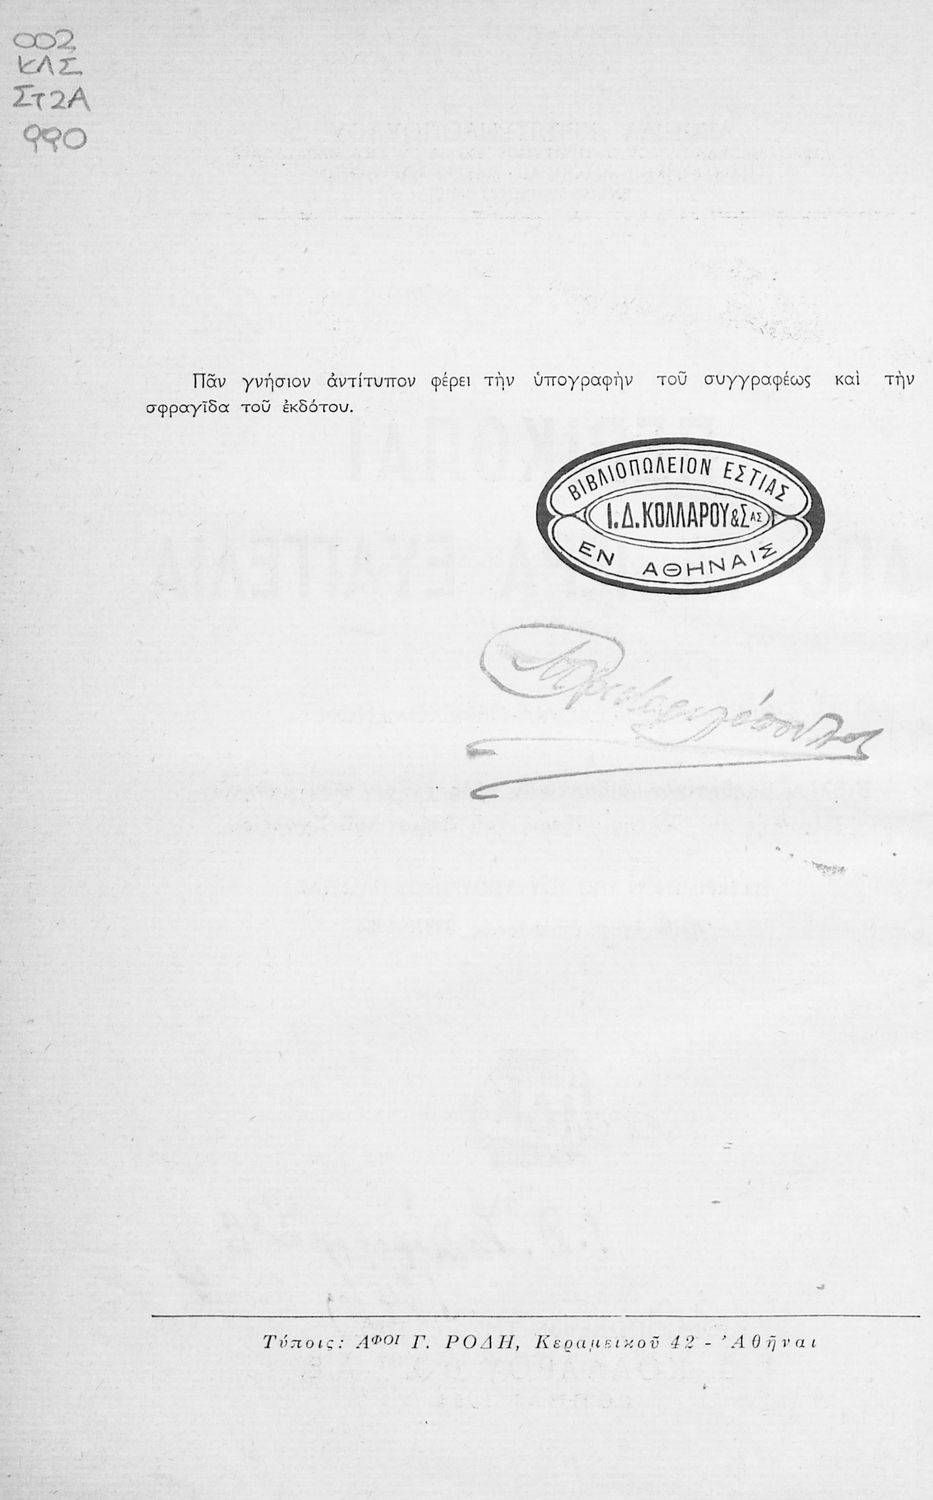 002
ΚΛΣ
ΣΤ2Α
990
Πᾶν γνήσιον ἀντίτυπον φέρει τὴν ὑπογραφὴν τοῦ συγγραφέως καὶ τὴν
σφραγῖδα τοῦ ἐκδότου.
ΒΙΒΛΙΟΠΩΛΕΙΟΝ ΕΣΤΙΑΣ
Ι.Δ.ΚΟΛΛΑΡΟΥ&ΣΑΣ
ΕΝ ΑΘΗΝΑΙΣ
Τύποις: ΑΦΟΙ Γ. ΡΟΔΗ, Κεραμεικοῦ 42 - Ἀθῆναι